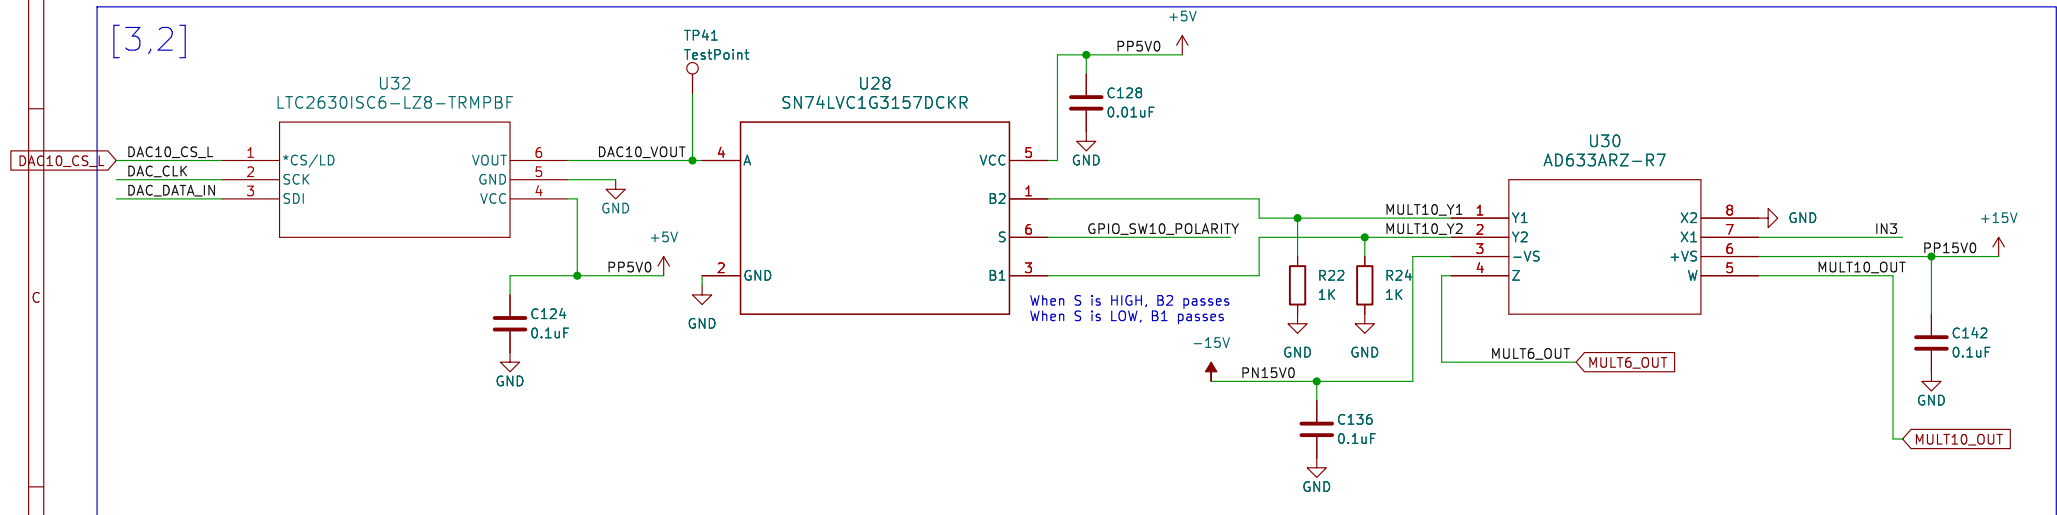 [3,2]
C
DAC10_CS_L
DAC10_CS_L
DAC_CLK
DAC_DATA_IN
U32
LTC2630ISC6-LZ8-TRMPBF
1
2
3
*CS/LD
SCK
SDI
VOUT
GND
VCC
6
5
4
GND
+5V
PP5V0
C124
0.1uF
GND
TP41
TestPoint
DAC10_VOUT
U28
SN74LVC1G3157DCKR
4
A
2
GND
GND
VCC
5
B2
1
S
6
B1
3
+5V
PP5V0
C128
0.01uF
GND
GPIO_SW10_POLARITY
When S is HIGH, B2 passes
When S is LOW, B1 passes
R22
1K
GND
R24
1K
GND
-15V
PN15V0
C136
0.1uF
GND
MULT10_Y1
MULT10_Y2
MULT6_OUT
MULT6_OUT
U30
AD633ARZ-R7
1
2
3
4
Y1
Y2
-VS
Z
X2
X1
+VS
W
8
7
6
5
GND
IN3
+15V
PP15V0
MULT10_OUT
C142
0.1uF
GND
MULT10_OUT